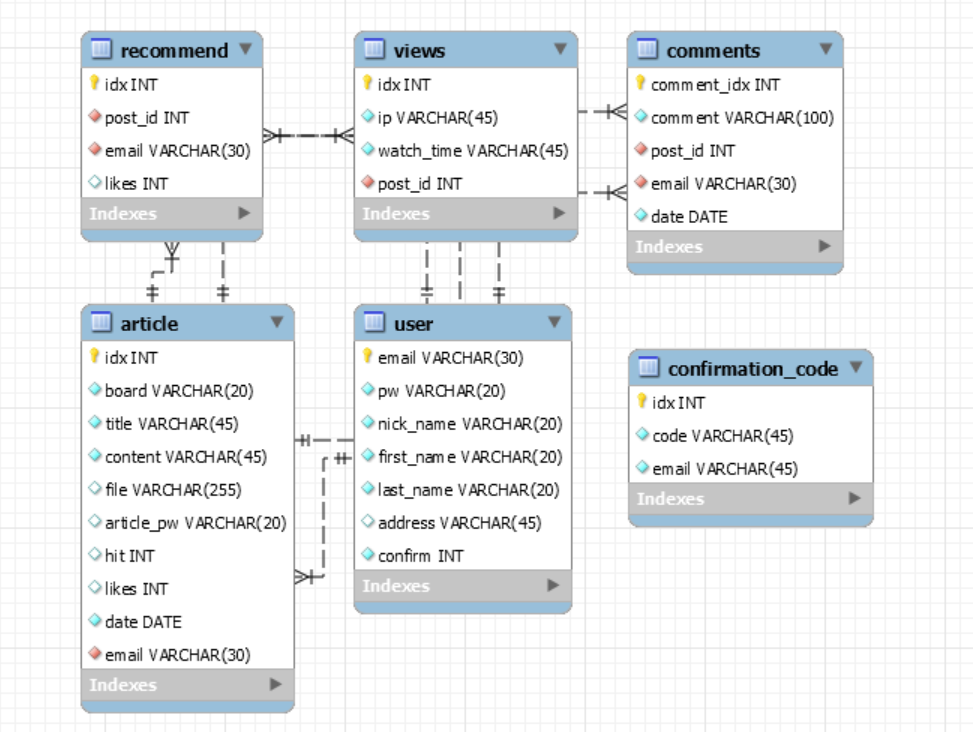 recommend
idx INT
post_id INT
email VARCHAR(30)
likes INT
Indexes
views
idx INT
ip VARCHAR(45)
watch_time VARCHAR(45)
post_id INT
Indexes
comments
comment_idx INT
comment VARCHAR(100)
post_id INT
email VARCHAR(30)
date DATE
Indexes
article
idx INT
board VARCHAR(20)
title VARCHAR(45)
content VARCHAR(45)
file VARCHAR(255)
article_pw VARCHAR(20)
hit INT
likes INT
date DATE
email VARCHAR(30)
Indexes
user
email VARCHAR(30)
pw VARCHAR(20)
nick_name VARCHAR(20)
first_name VARCHAR(20)
last_name VARCHAR(20)
address VARCHAR(45)
confirm INT
Indexes
confirmation_code
idx INT
code VARCHAR(45)
email VARCHAR(45)
Indexes